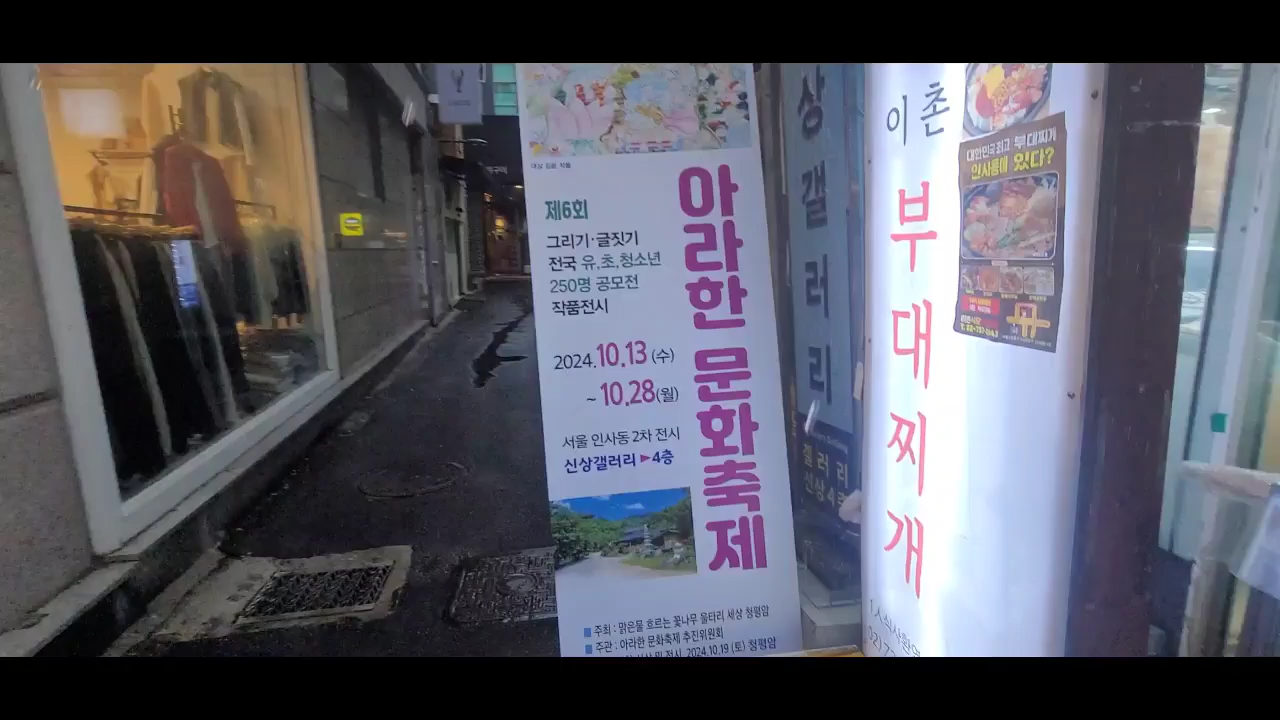 제6회
그리기·글짓기
전국 유,초,청소년
250명 공모전
작품전시
2024.10.13 (수)
~ 10.28(월)
서울 인사동 2차 전시
신상갤러리 ▶4층
아라한 문화축제
주최 : 맑은물 흐르는 꽃나무 울타리 세상 청평암
주관 : 아라한 문화축제 추진위원회
및 전시, 2024.10.19 (토) 청평암
상갤러리
갤러리
신상4층
이촌
부대찌개
대한민국최고 부대찌개
인사동에 있다?